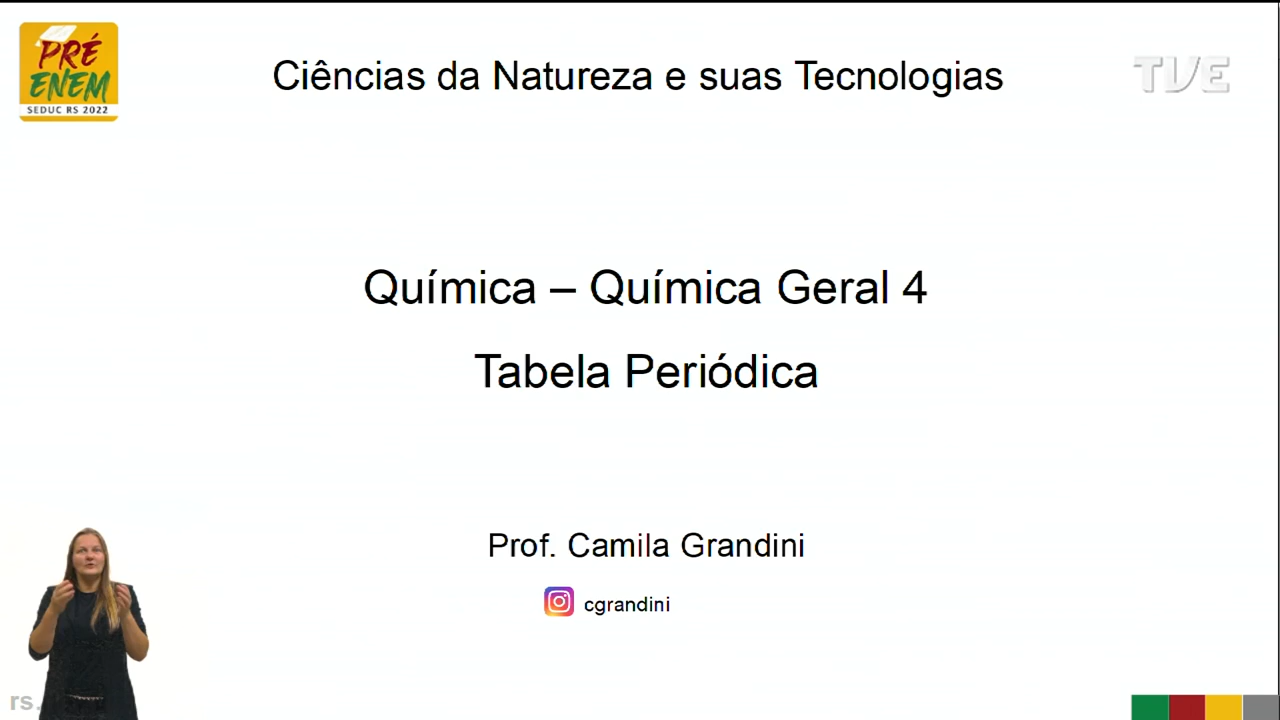 PRÉ
ENEM
SEDUC RS 2022
Ciências da Natureza e suas Tecnologias
TVE
Química – Química Geral 4
Tabela Periódica
Prof. Camila Grandini
cgrandini
rs.